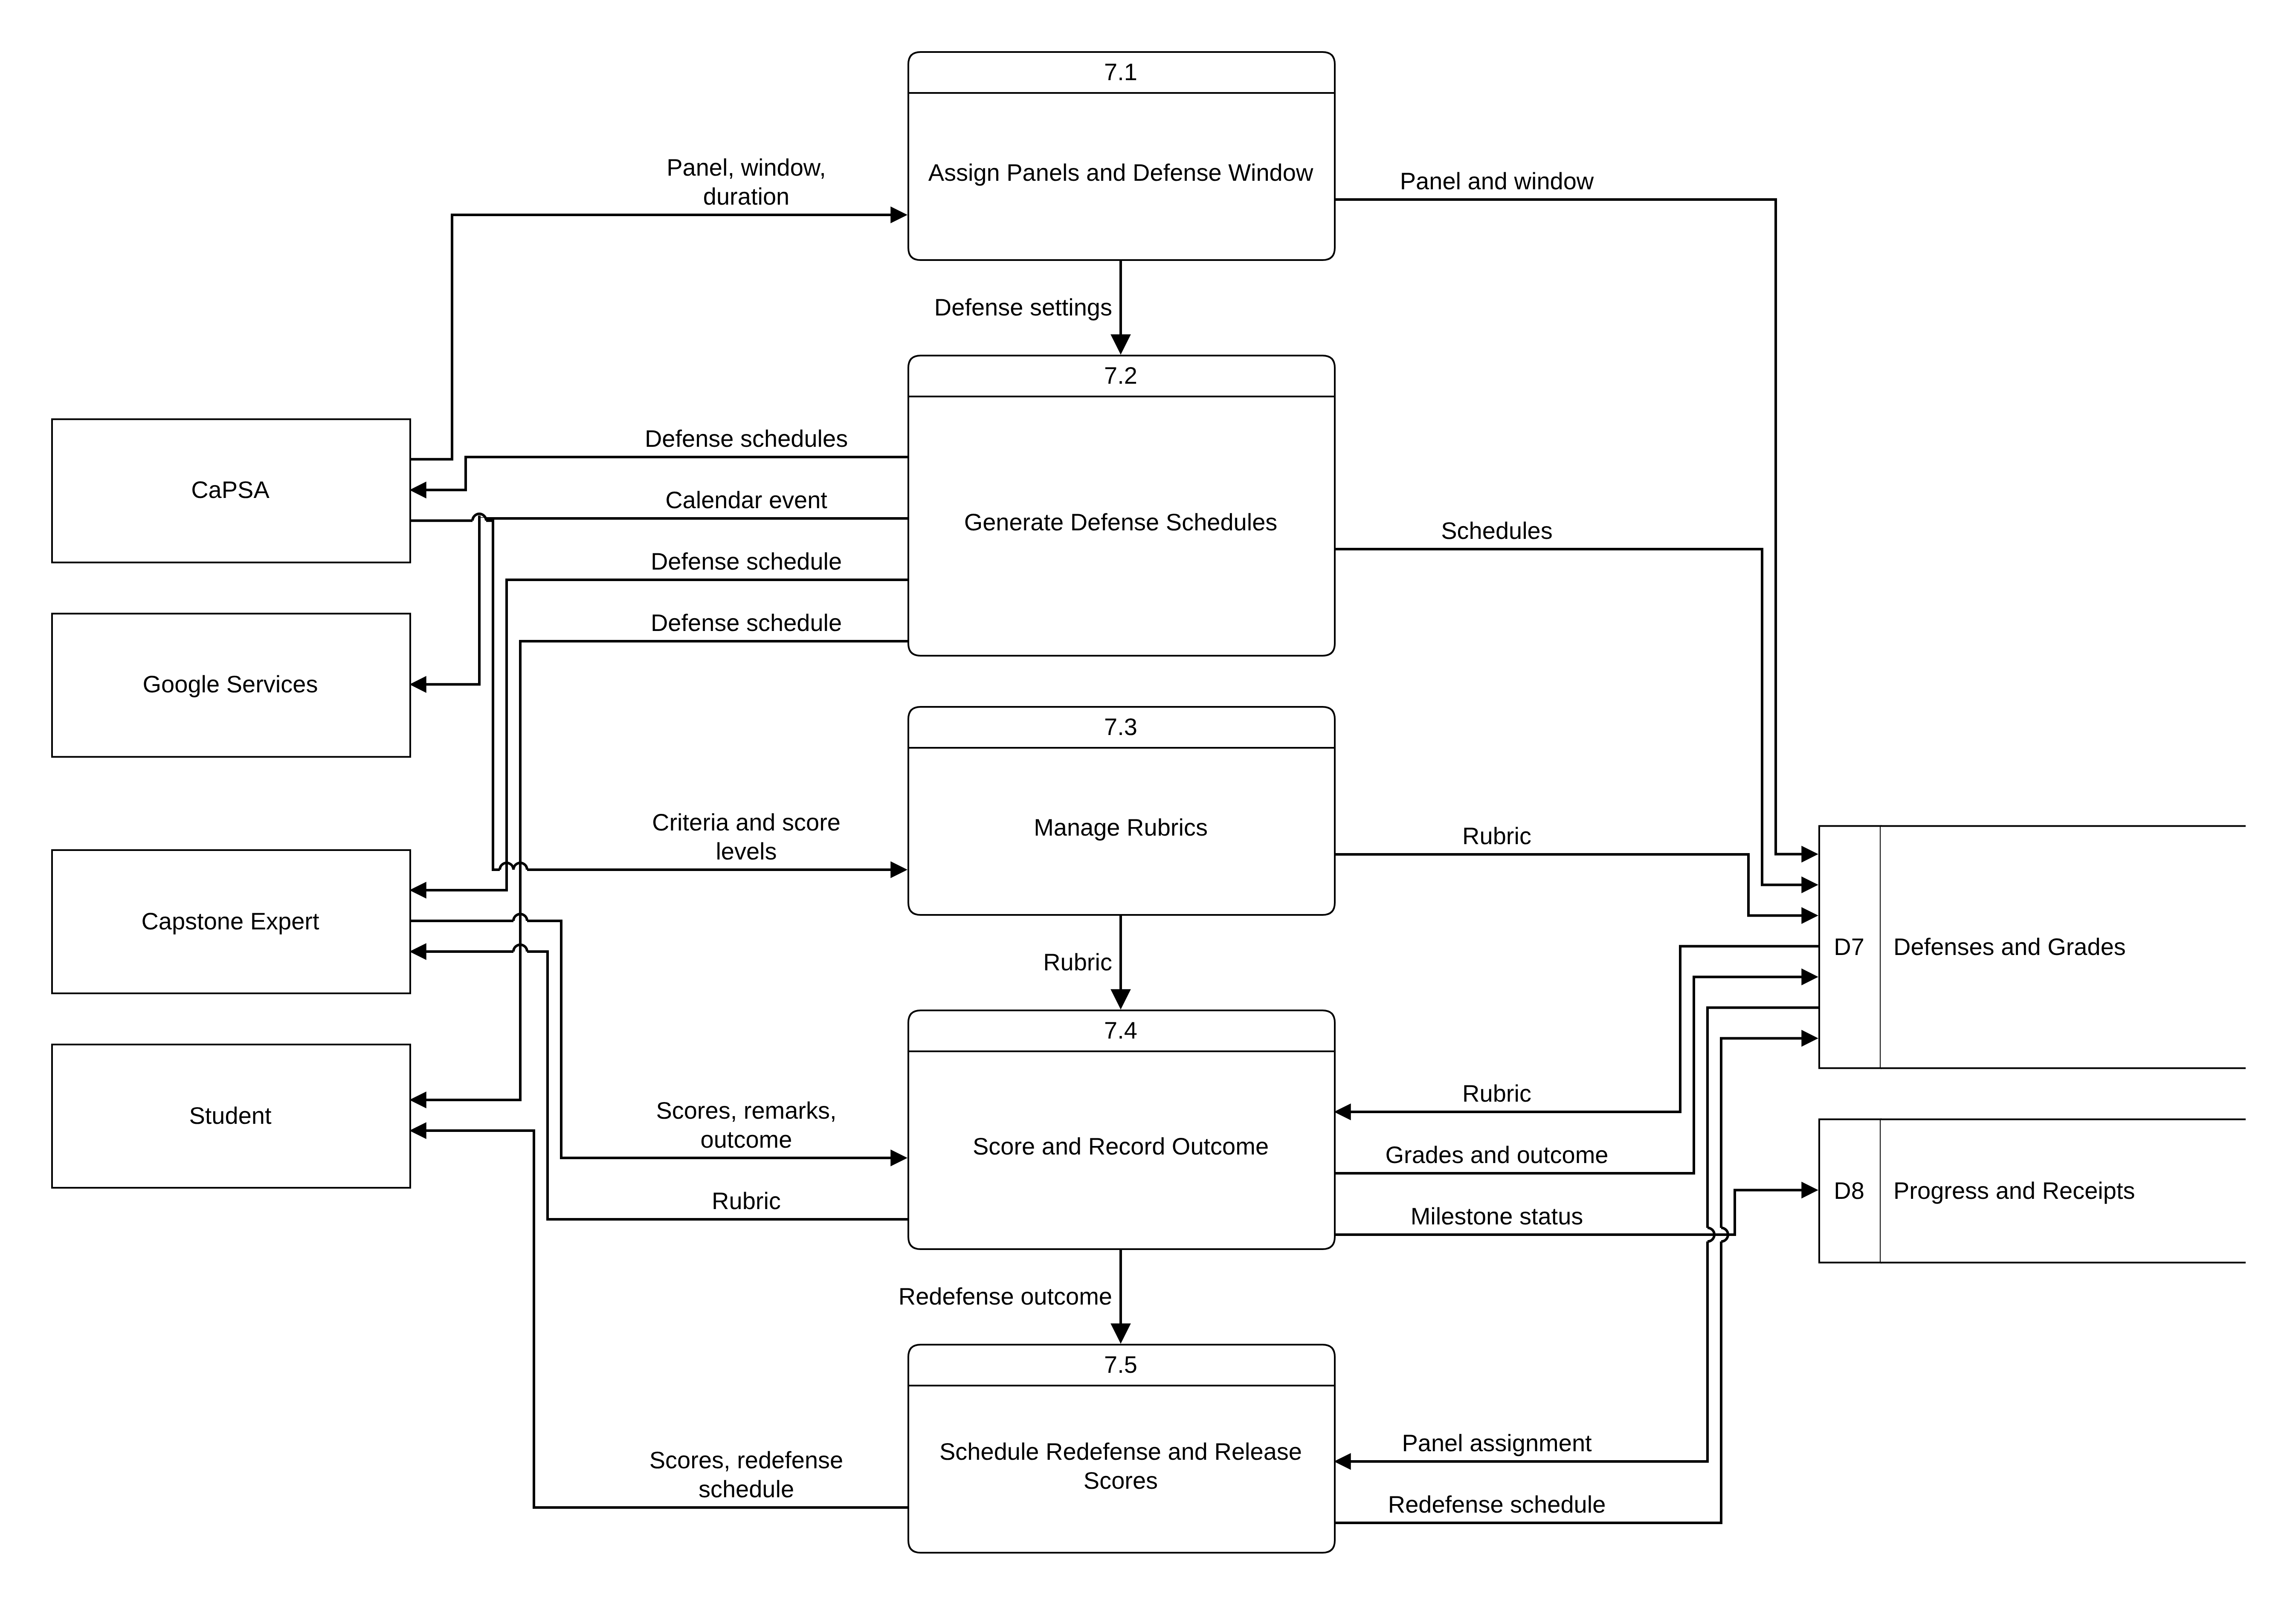 7.1
Assign Panels and Defense Window
Panel, window,
duration
Panel and window
Defense settings
7.2
Generate Defense Schedules
Defense schedules
Calendar event
Defense schedule
Defense schedule
Schedules
CaPSA
Google Services
7.3
Manage Rubrics
Criteria and score
levels
Rubric
Capstone Expert
D7
Defenses and Grades
Rubric
7.4
Score and Record Outcome
Student
Scores, remarks,
outcome
Rubric
Rubric
Grades and outcome
Milestone status
D8
Progress and Receipts
Redefense outcome
7.5
Schedule Redefense and Release
Scores
Scores, redefense
schedule
Panel assignment
Redefense schedule